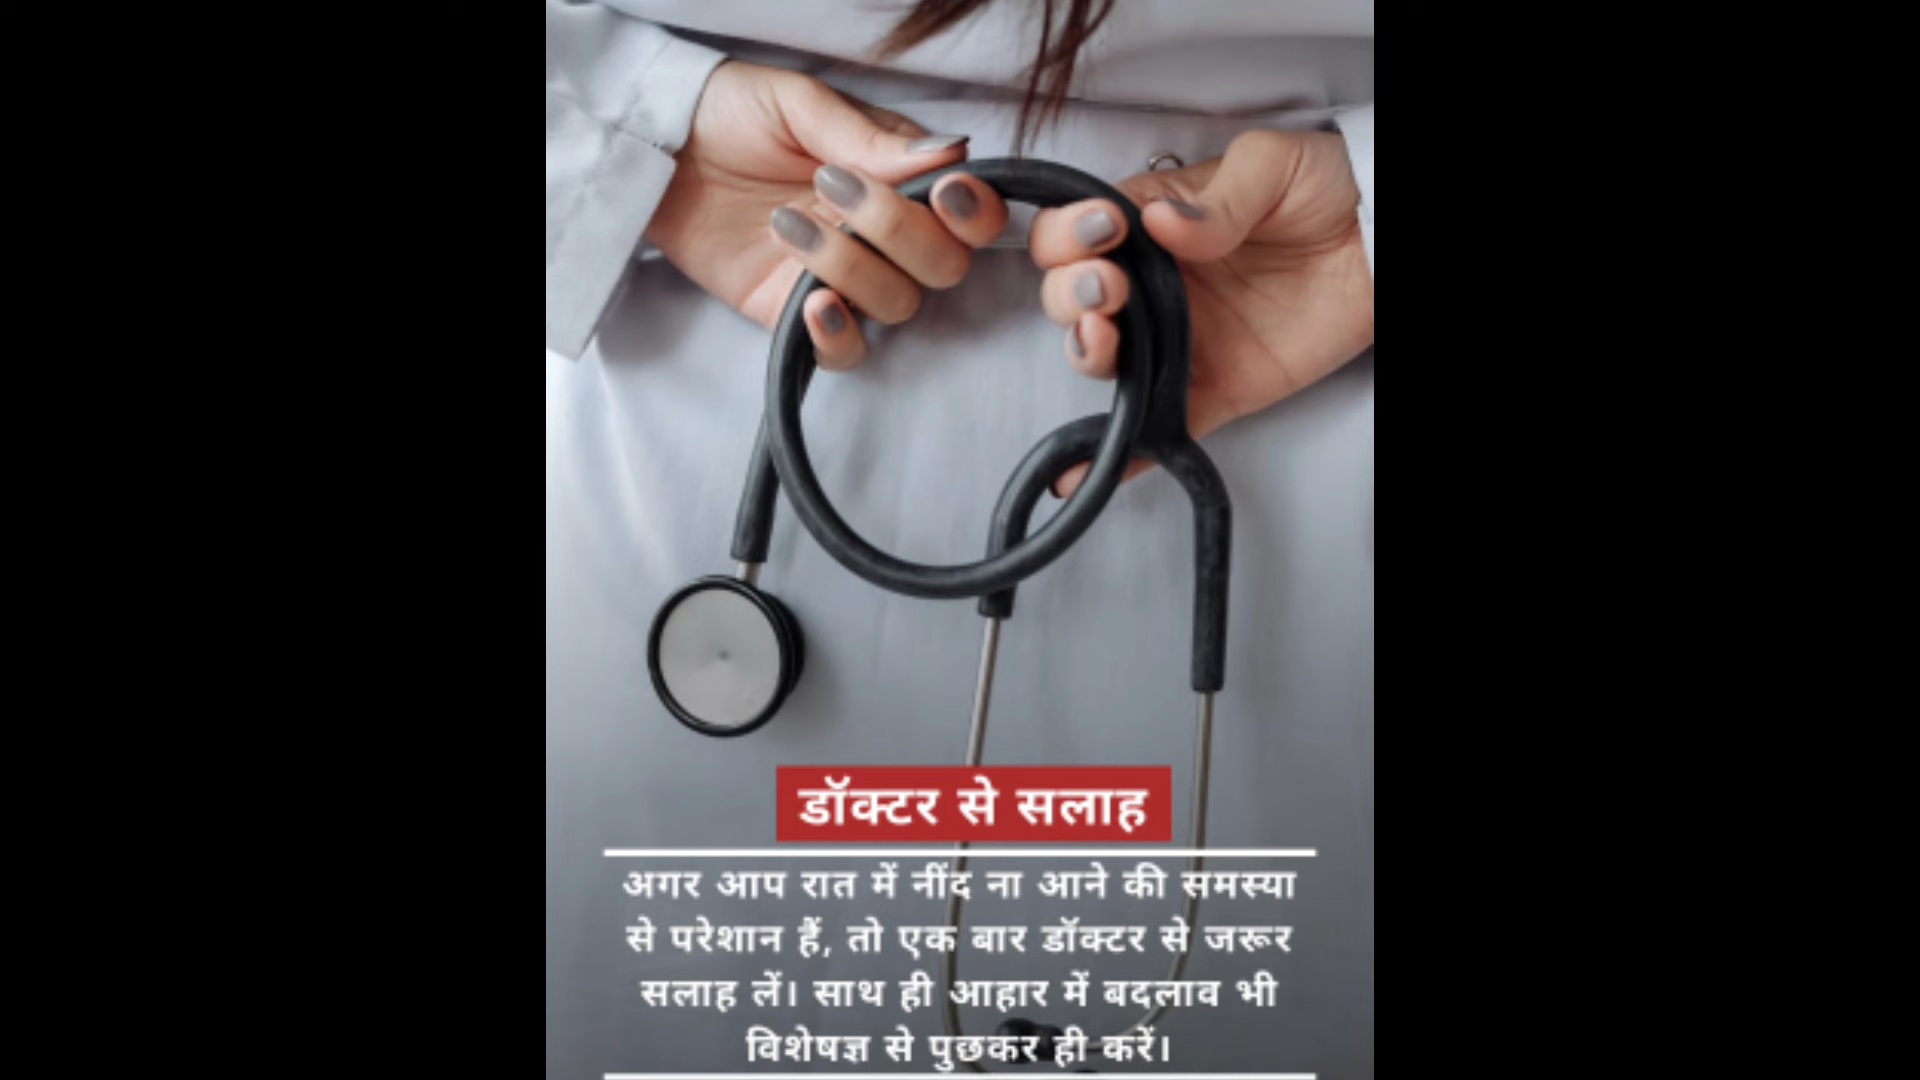 डॉक्टर से सलाह
अगर आप रात में नींद ना आने की समस्या
से परेशान हैं, तो एक बार डॉक्टर से जरूर
सलाह लें। साथ ही आहार में बदलाव भी
विशेषज्ञ से पुछकर ही करें।